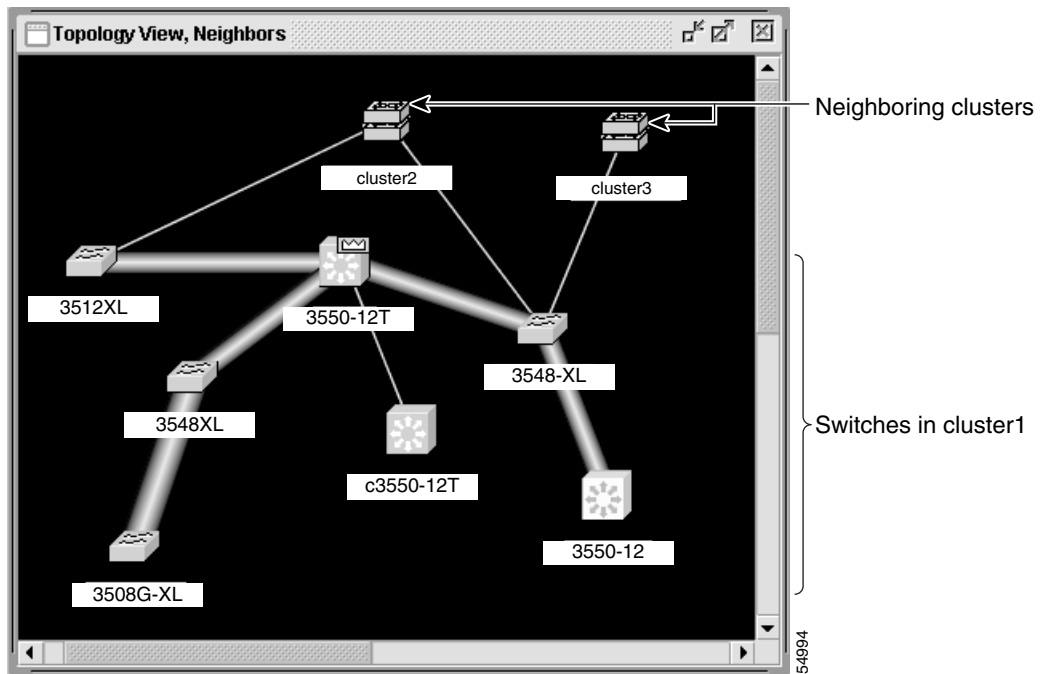 Topology View, Neighbors
Neighboring clusters
cluster2
cluster3
3512XL
3550-12T
3548-XL
3548XL
Switches in cluster1
c3550-12T
3550-12
3508G-XL
54994